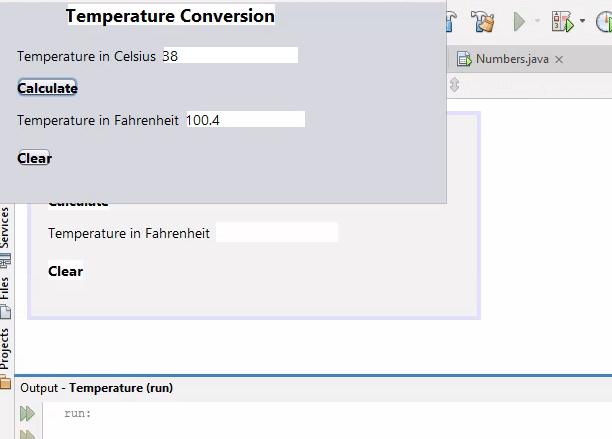 Temperature Conversion
Temperature in Celsius 38
Calculate
Temperature in Fahrenheit 100.4
Clear
Numbers.java
Calculate
Temperature in Fahrenheit
Clear
Services
Files
Projects
Output - Temperature (run)
run: